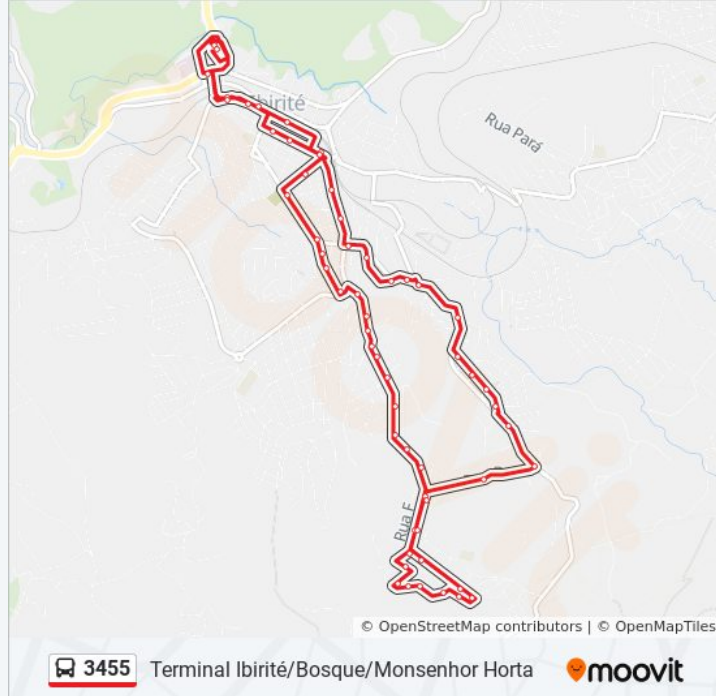 Ibirité
Rua Pará
Rua F
© OpenStreetMap contributors | © OpenMapTiles
3455 Terminal Ibirité/Bosque/Monsenhor Horta moovit